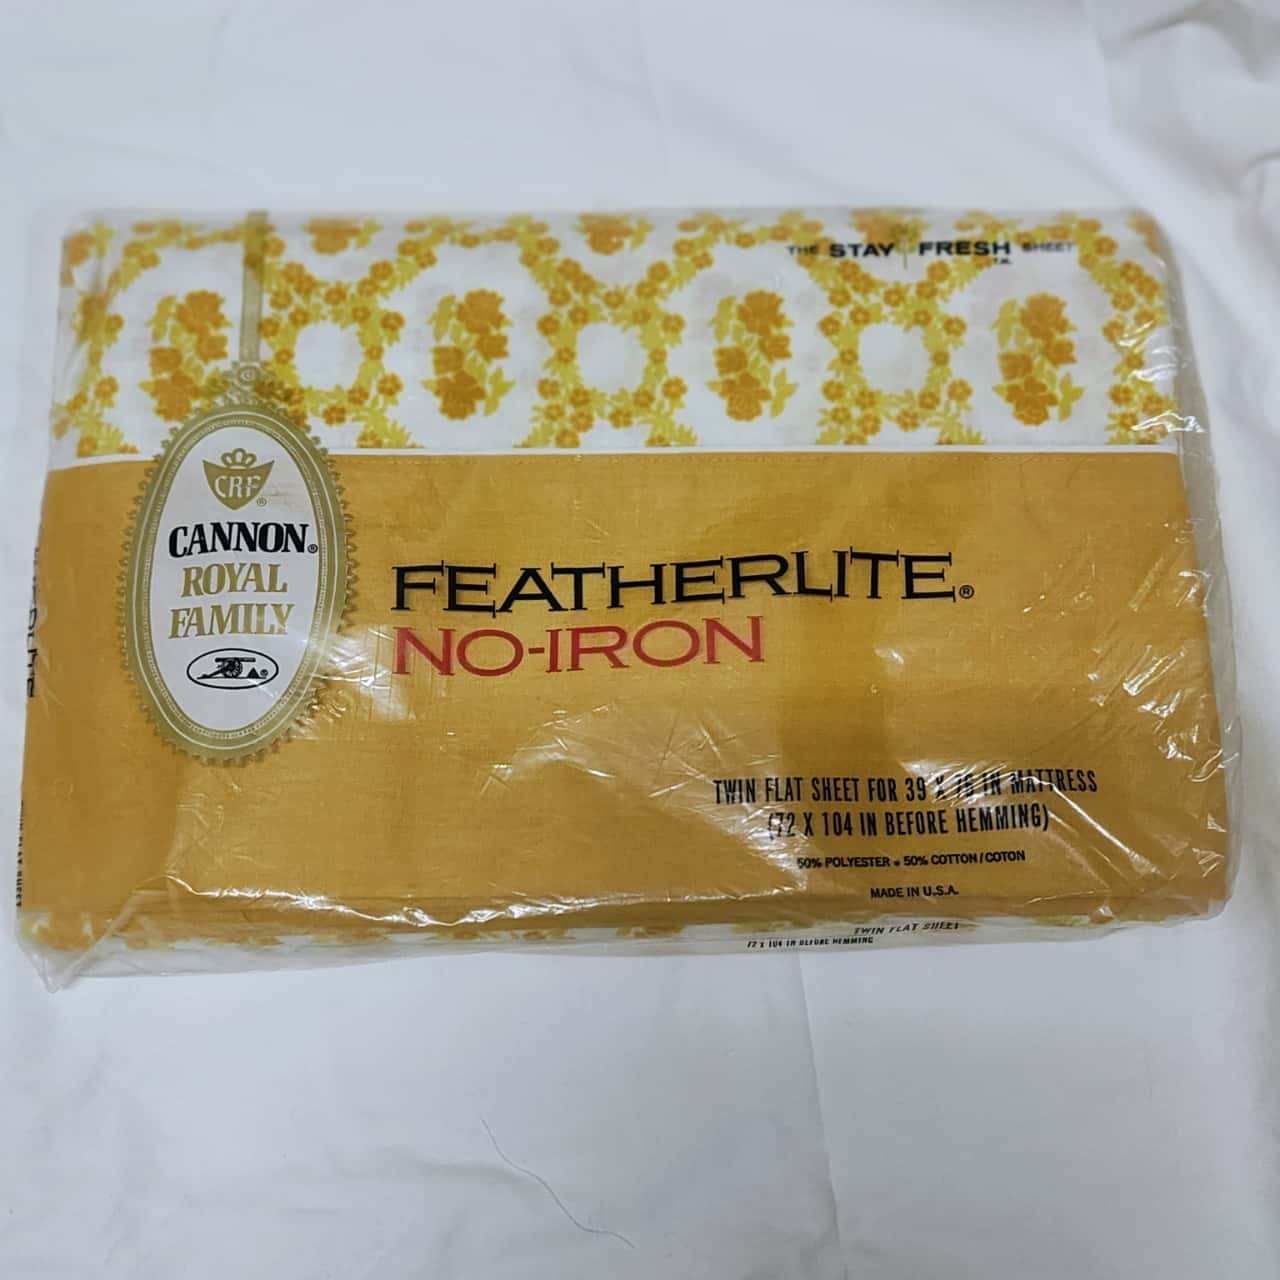 THE STAY FRESH SHEET
T.M.
CRF®
CANNON®
ROYAL
FAMILY
FEATHERLITE®
NO-IRON
TWIN FLAT SHEET FOR 39 X 76 IN MATTRESS
(72 X 104 IN BEFORE HEMMING)
50% POLYESTER • 50% COTTON/COTON
MADE IN U.S.A.
TWIN FLAT SHEET
72 X 104 IN BEFORE HEMMING